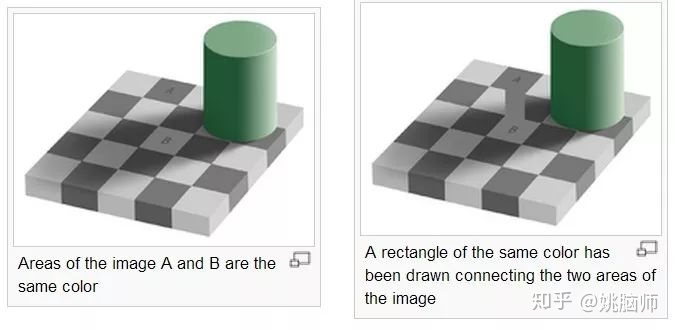 A
B
Areas of the image A and B are the
same color
A
B
A rectangle of the same color has
been drawn connecting the two areas of
the image
知乎 @姚脑师